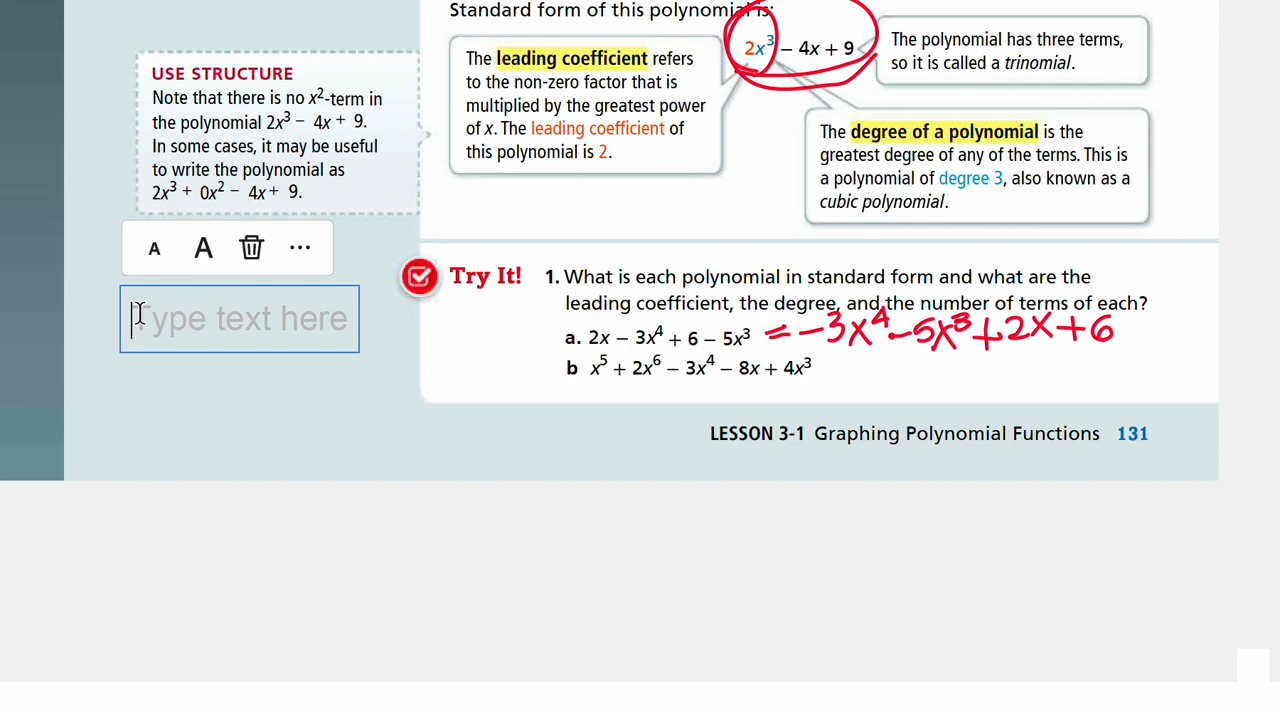 Standard form of this polynomial is:
2x³ − 4x + 9
The leading coefficient refers
to the non-zero factor that is
multiplied by the greatest power
of x. The leading coefficient of
this polynomial is 2.
The polynomial has three terms,
so it is called a trinomial.
The degree of a polynomial is the
greatest degree of any of the terms. This is
a polynomial of degree 3, also known as a
cubic polynomial.
USE STRUCTURE
Note that there is no x²-term in
the polynomial 2x³ − 4x + 9.
In some cases, it may be useful
to write the polynomial as
2x³ + 0x² − 4x + 9.
A A ...
Type text here
Try It! 1. What is each polynomial in standard form and what are the
leading coefficient, the degree, and the number of terms of each?
a. 2x − 3x⁴ + 6 − 5x³ = −3x⁴ − 5x³ + 2x + 6
b x⁵ + 2x⁶ − 3x⁴ − 8x + 4x³
LESSON 3-1 Graphing Polynomial Functions 131